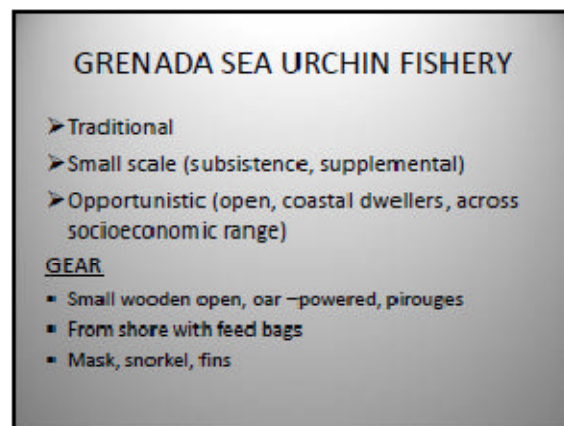 GRENADA SEA URCHIN FISHERY
➤Traditional
➤Small scale (subsistence, supplemental)
➤Opportunistic (open, coastal dwellers, across
socioeconomic range)
GEAR
▪ Small wooden open, oar –powered, pirouges
▪ From shore with feed bags
▪ Mask, snorkel, fins